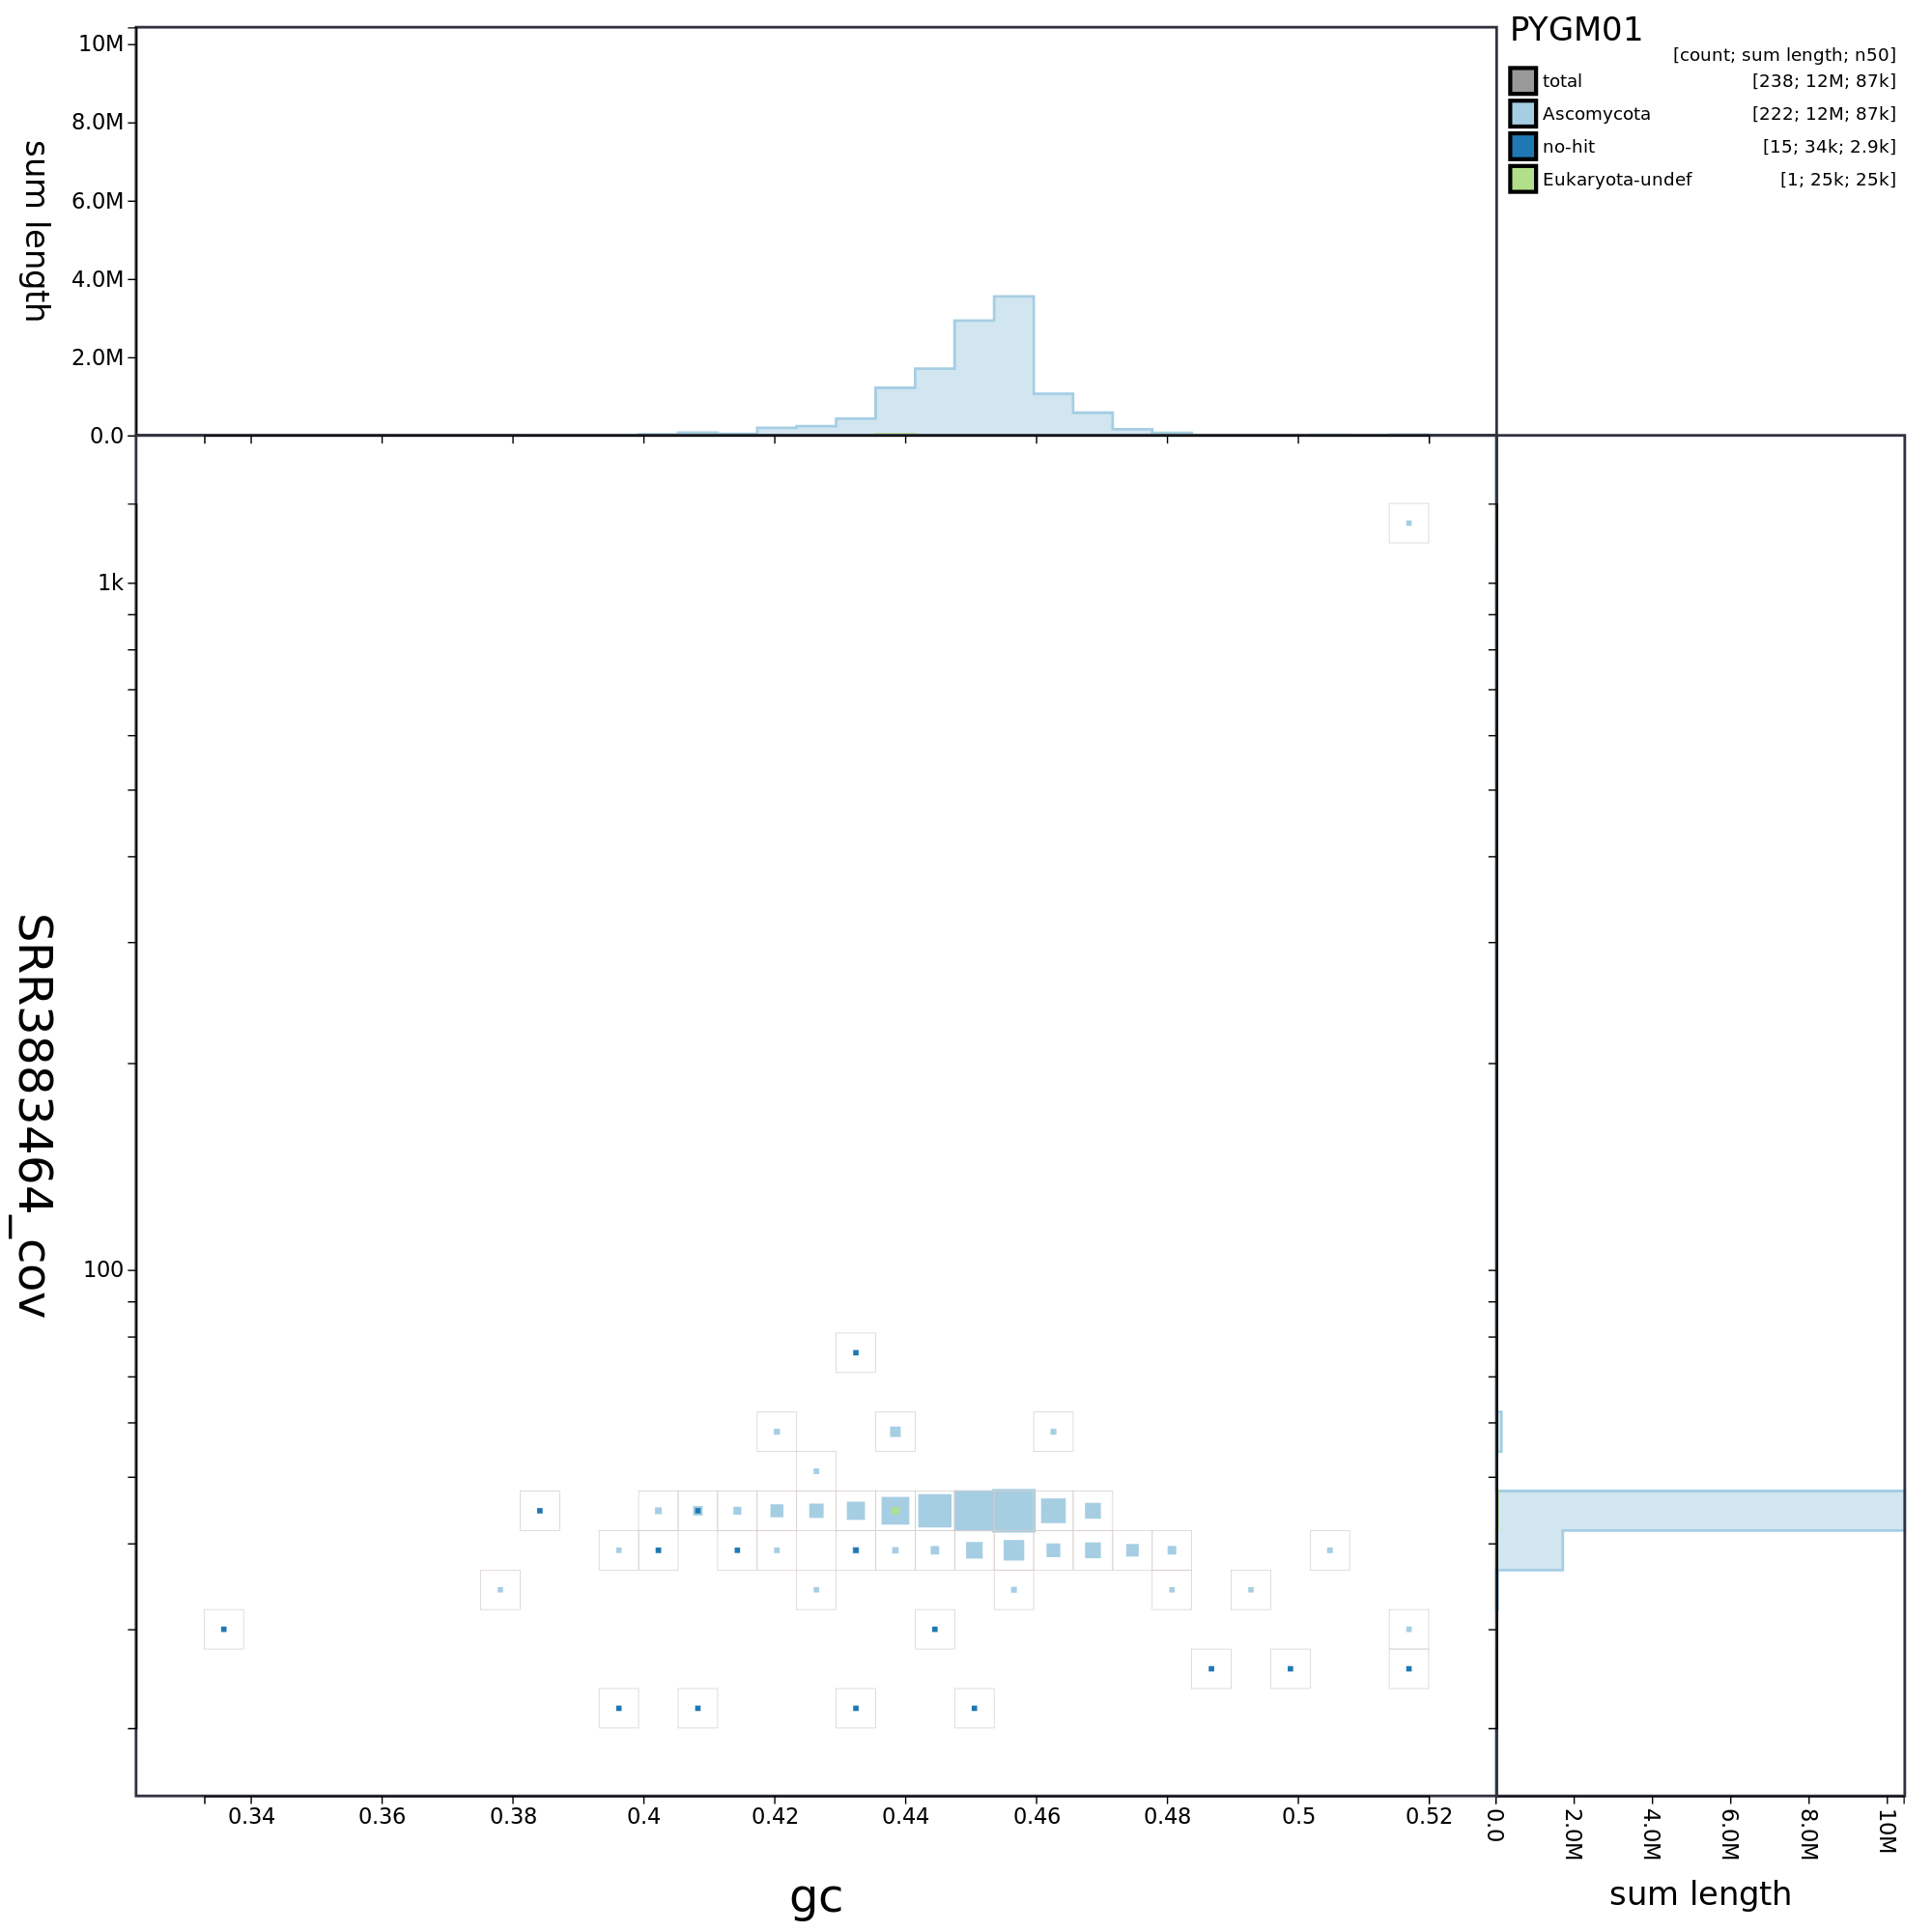 PYGM01
[count; sum length; n50]
total [238; 12M; 87k]
Ascomycota [222; 12M; 87k]
no-hit [15; 34k; 2.9k]
Eukaryota-undef [1; 25k; 25k]
sum length
10M
8.0M
6.0M
4.0M
2.0M
0.0
SRR3883464_cov
1k
100
0.34 0.36 0.38 0.4 0.42 0.44 0.46 0.48 0.5 0.52
gc
0.0 2.0M 4.0M 6.0M 8.0M 10M
sum length